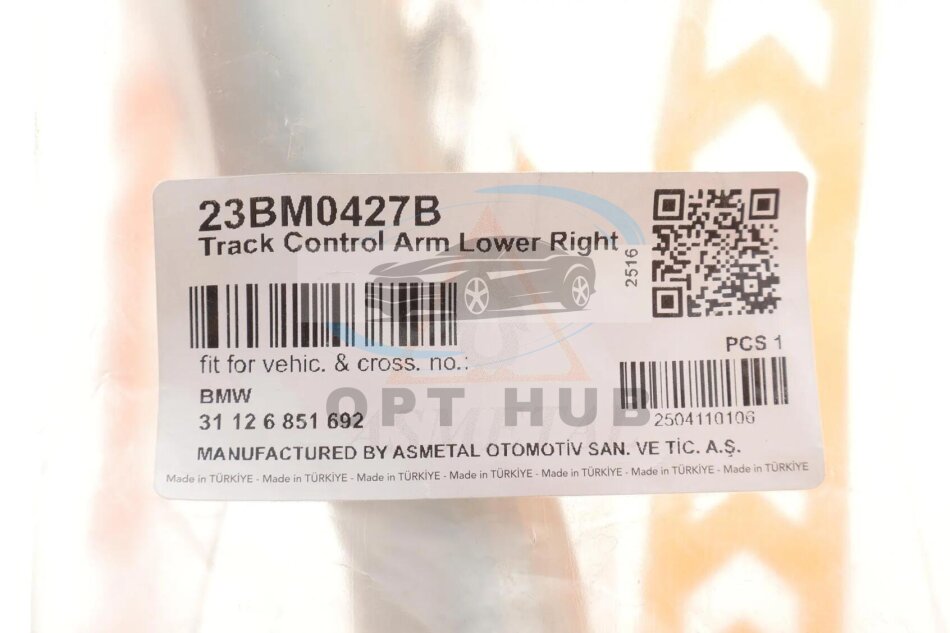 23BM0427B
Track Control Arm Lower Right
2516
fit for vehic. & cross. no.:
PCS 1
BMW
31 12 6 851 692
2504110106
OPT HUB
ASMETAL
MANUFACTURED BY ASMETAL OTOMOTİV SAN. VE TİC. A.Ş.
Made in TÜRKİYE - Made in TÜRKİYE - Made in TÜRKİYE - Made in TÜRKİYE - Made in TÜRKİYE - Made in TÜRKİYE - Made in TÜRKİYE